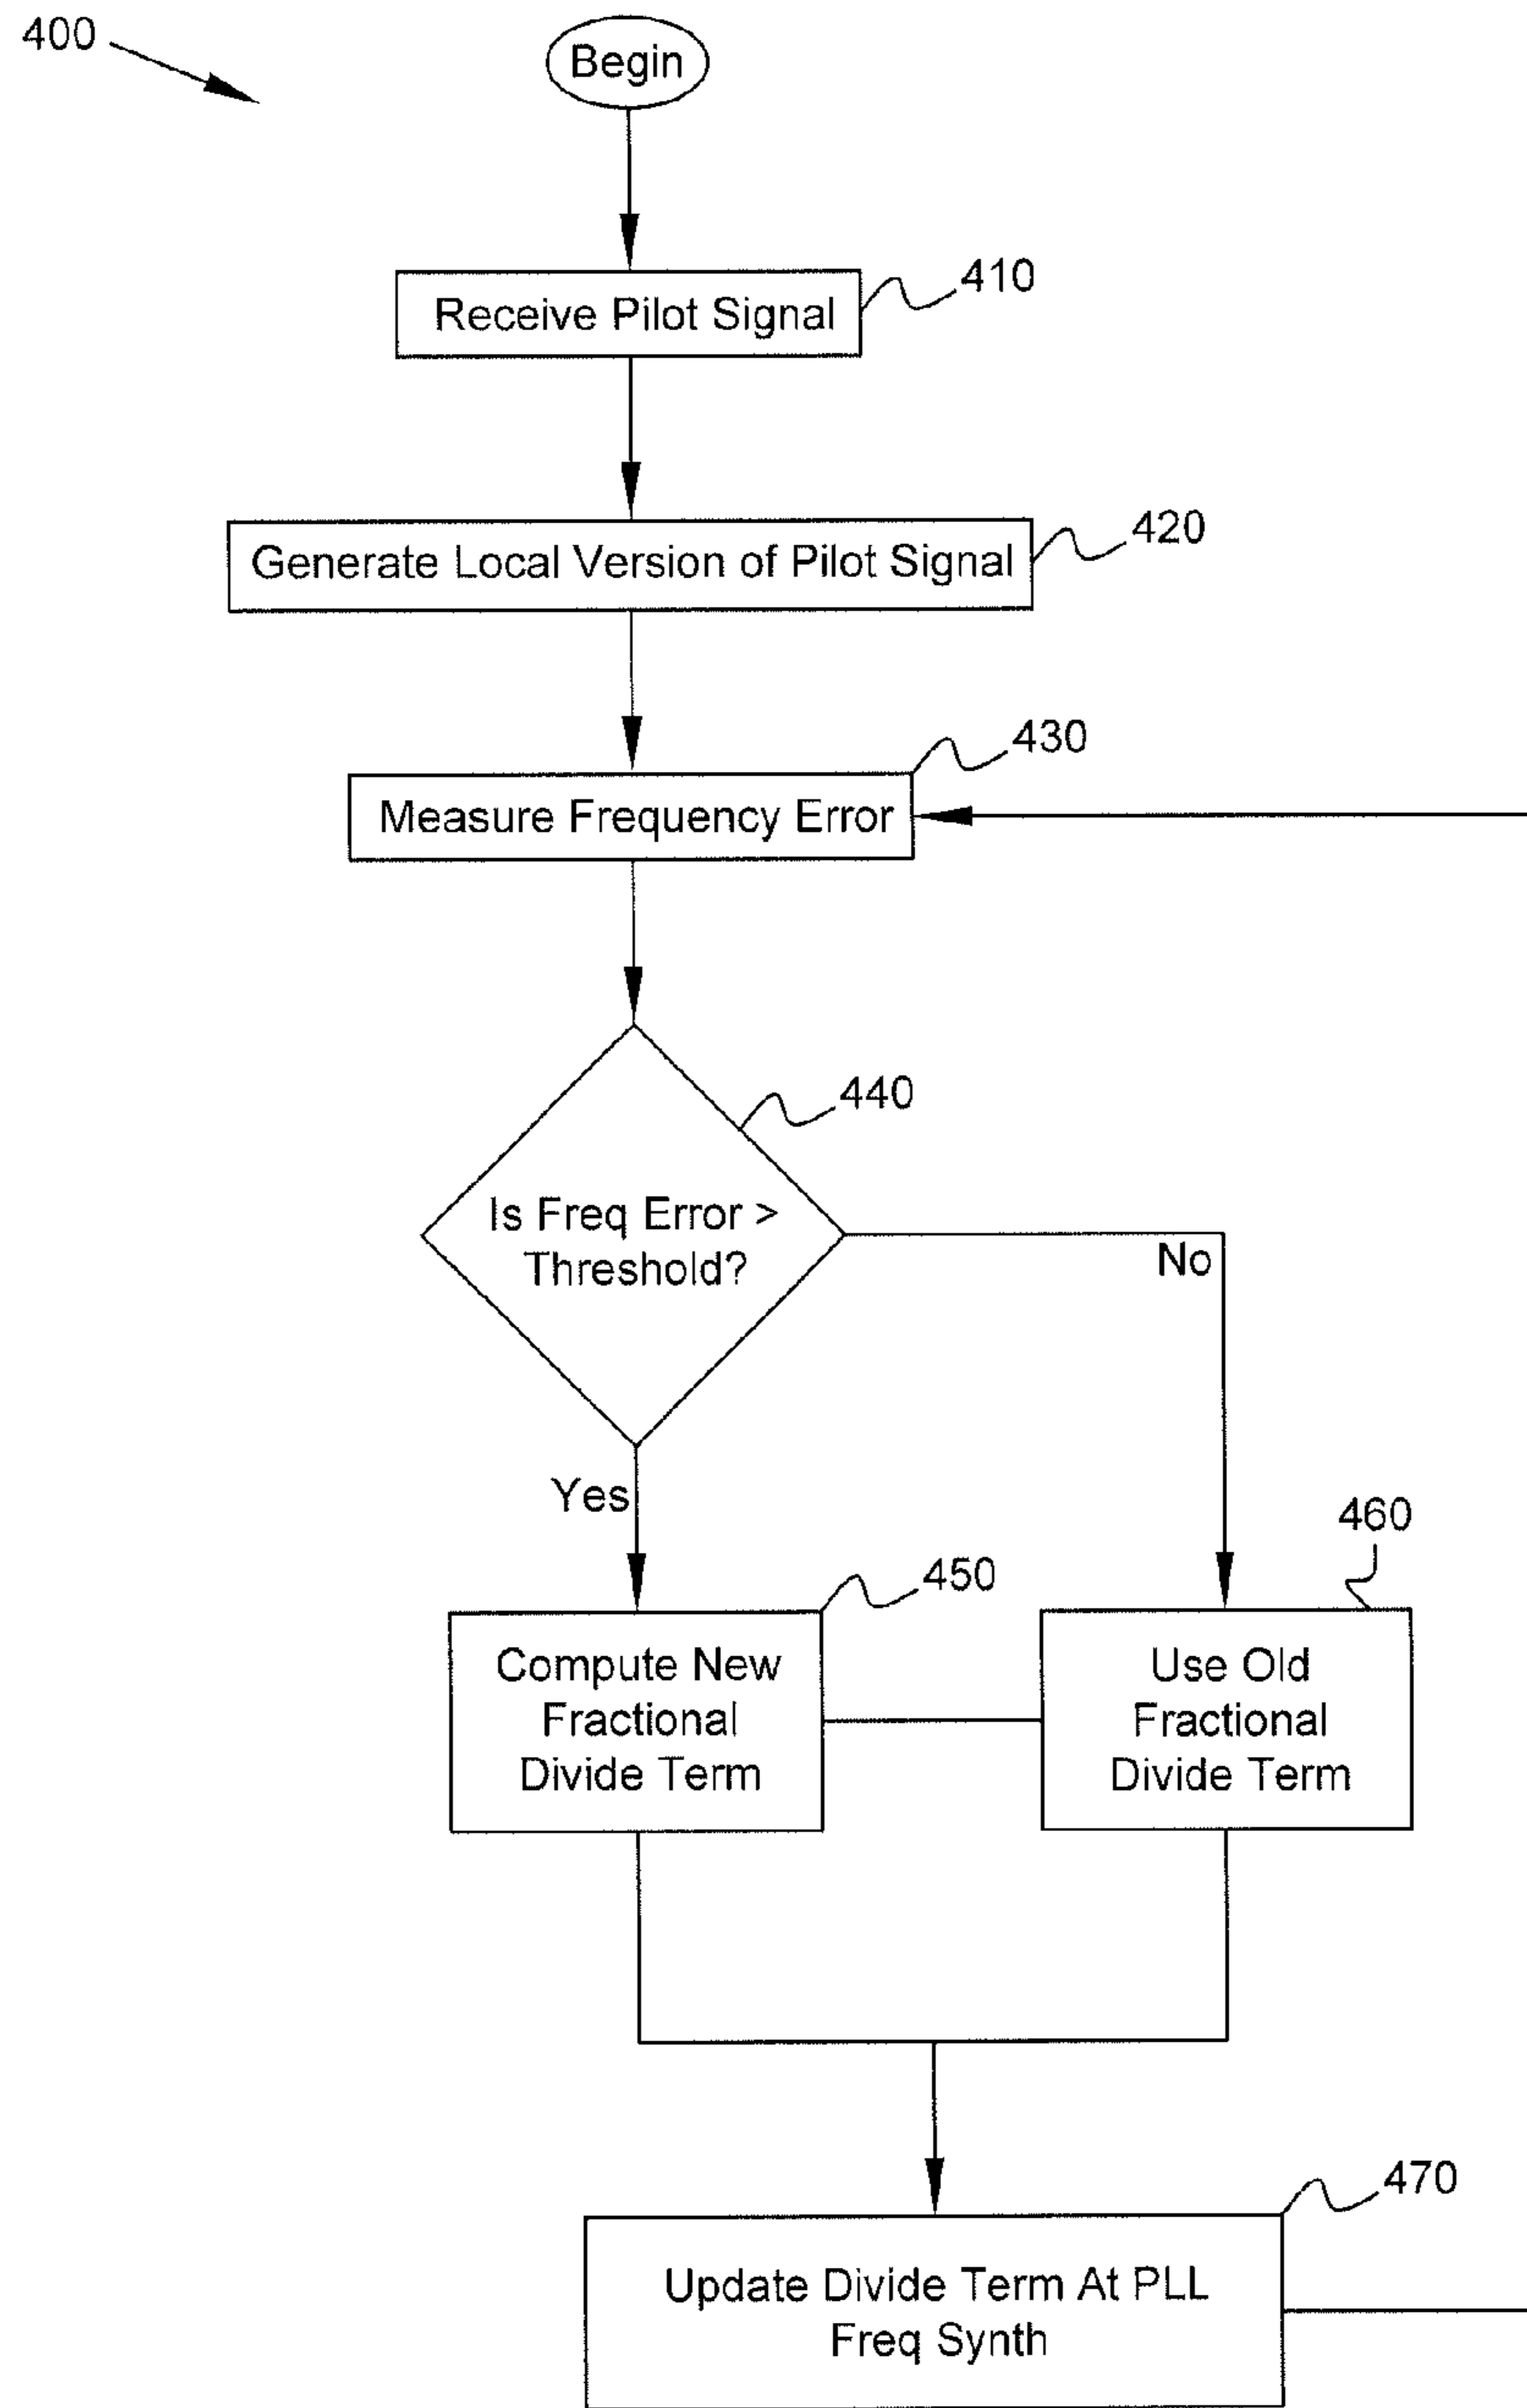 400
Begin
Receive Pilot Signal
410
Generate Local Version of Pilot Signal
420
430
Measure Frequency Error
440
Is Freq Error >
Threshold?
No
Yes
450
460
Compute New
Fractional
Divide Term
Use Old
Fractional
Divide Term
470
Update Divide Term At PLL
Freq Synth